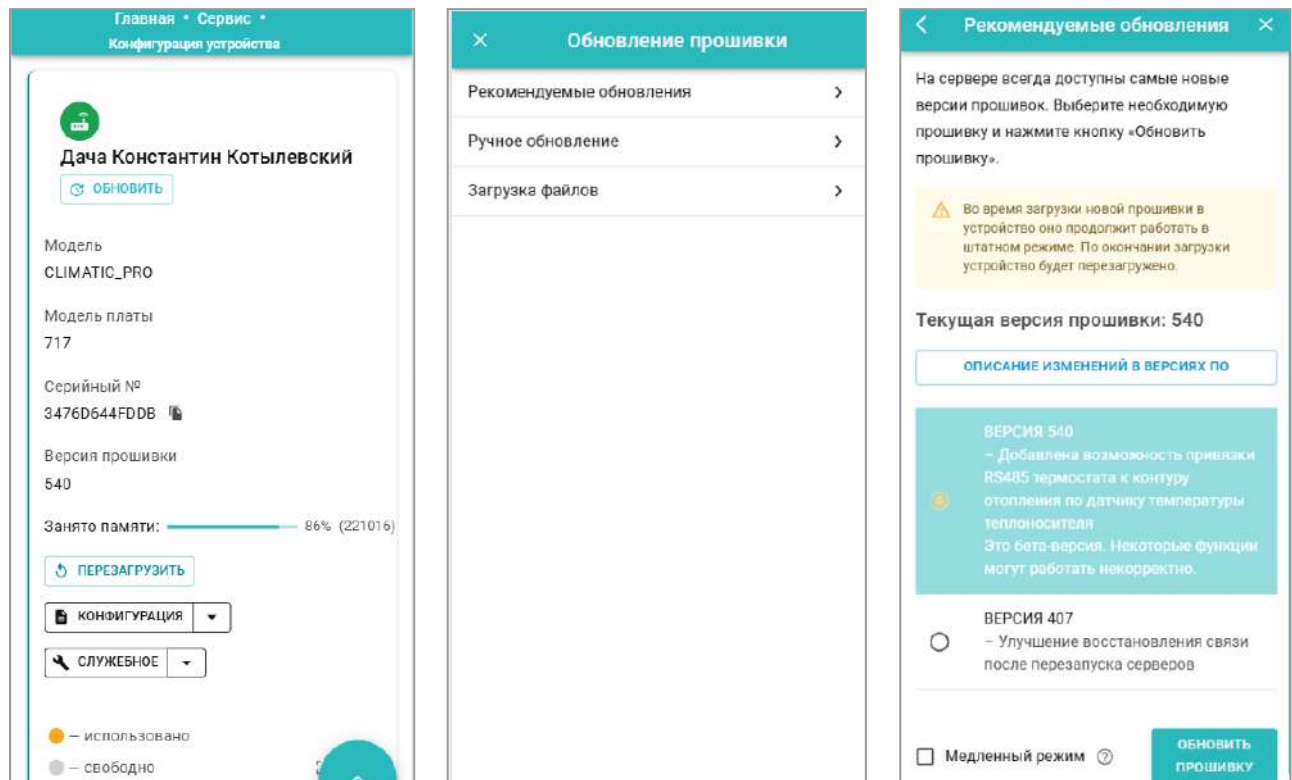 Главная • Сервис •
Конфигурация устройства
Дача Константин Котылевский
ОБНОВИТЬ
Модель
CLIMATIC_PRO
Модель платы
717
Серийный №
3476D644FDDB
Версия прошивки
540
Занято памяти: 86% (221016)
ПЕРЕЗАГРУЗИТЬ
КОНФИГУРАЦИЯ
СЛУЖЕБНОЕ
– использовано
– свободно
Обновление прошивки
Рекомендуемые обновления
Ручное обновление
Загрузка файлов
Рекомендуемые обновления
На сервере всегда доступны самые новые
версии прошивок. Выберите необходимую
прошивку и нажмите кнопку «Обновить
прошивку».
Во время загрузки новой прошивки в
устройство оно продолжит работать в
штатном режиме. По окончании загрузки
устройство будет перезагружено.
Текущая версия прошивки: 540
ОПИСАНИЕ ИЗМЕНЕНИЙ В ВЕРСИЯХ ПО
ВЕРСИЯ 540
– Добавлена возможность привязки
RS485 термостата к контуру
отопления по датчику температуры
теплоносителя
Это бета-версия. Некоторые функции
могут работать некорректно.
ВЕРСИЯ 407
– Улучшение восстановления связи
после перезапуска серверов
Медленный режим
ОБНОВИТЬ
ПРОШИВКУ